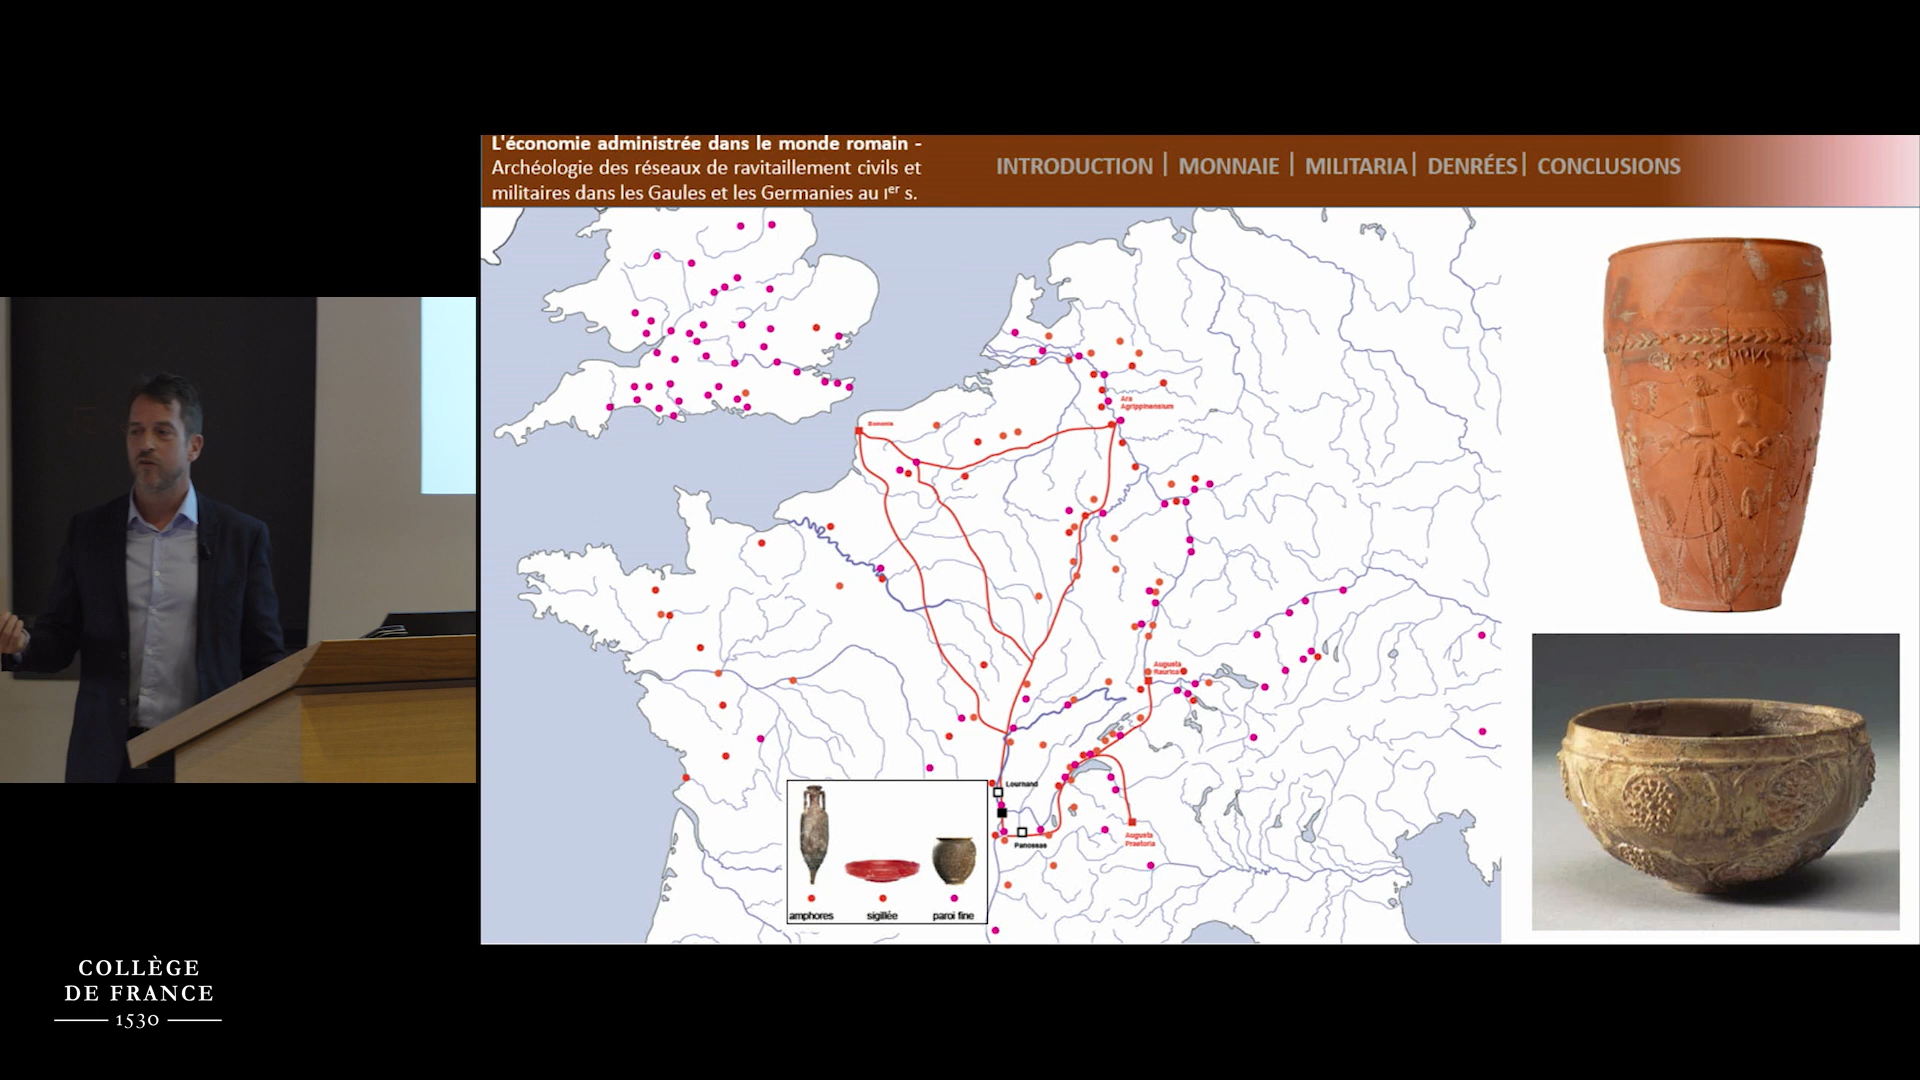 L'économie administrée dans le monde romain -
Archéologie des réseaux de ravitaillement civils et
militaires dans les Gaules et les Germanies au Ier s.
INTRODUCTION | MONNAIE | MILITARIA | DENRÉES | CONCLUSIONS
Bononia
Ara
Agrippinensium
Augusta
Raurica
Lournand
Panossas
Augusta
Praetoria
amphores
sigillée
paroi fine
COLLÈGE
DE FRANCE
1530